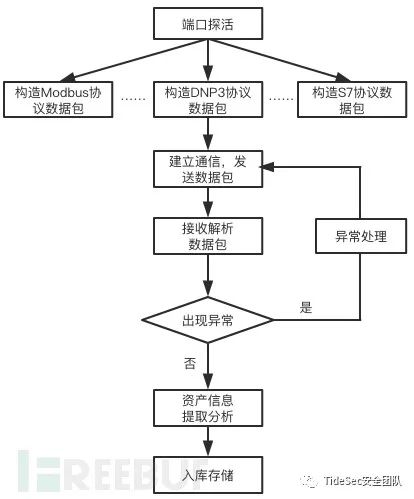 端口探活
构造Modbus协
议数据包
......
构造DNP3协议
数据包
......
构造S7协议数
据包
建立通信，发
送数据包
接收解析
数据包
异常处理
出现异常
是
否
资产信息
提取分析
入库存储
FREEBUF
TideSec安全团队